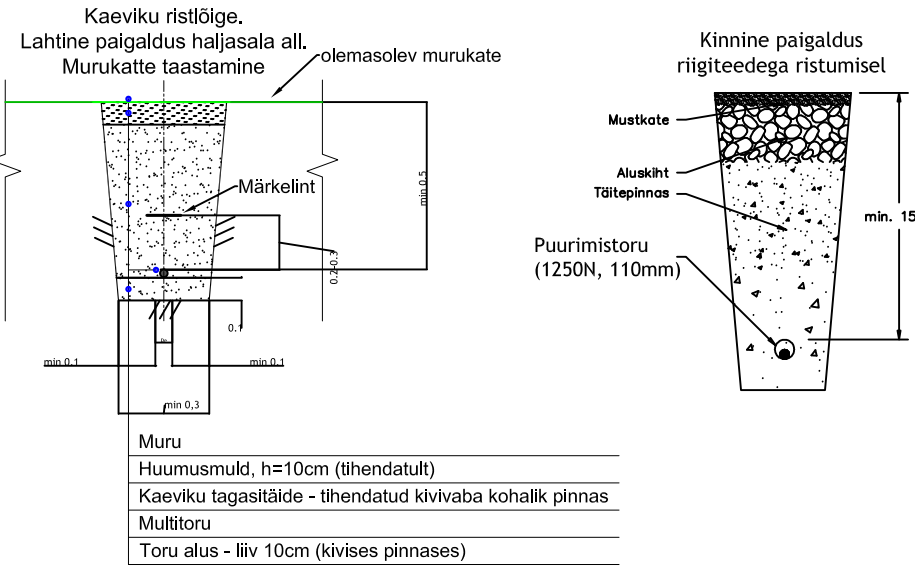 Kaeviku ristlõige.
Lahtine paigaldus haljasala all.
Murukatte taastamine
olemasolev murukate
Märkelint
min 0.5
0.2-0.3
0.1
min 0.1
min 0.1
min 0,3
Muru
Huumusmuld, h=10cm (tihendatult)
Kaeviku tagasitäide - tihendatud kivivaba kohalik pinnas
Multitoru
Toru alus - liiv 10cm (kivises pinnases)
Kinnine paigaldus
riigiteedega ristumisel
Mustkate
Aluskiht
Täitepinnas
min. 15
Puurimistoru
(1250N, 110mm)